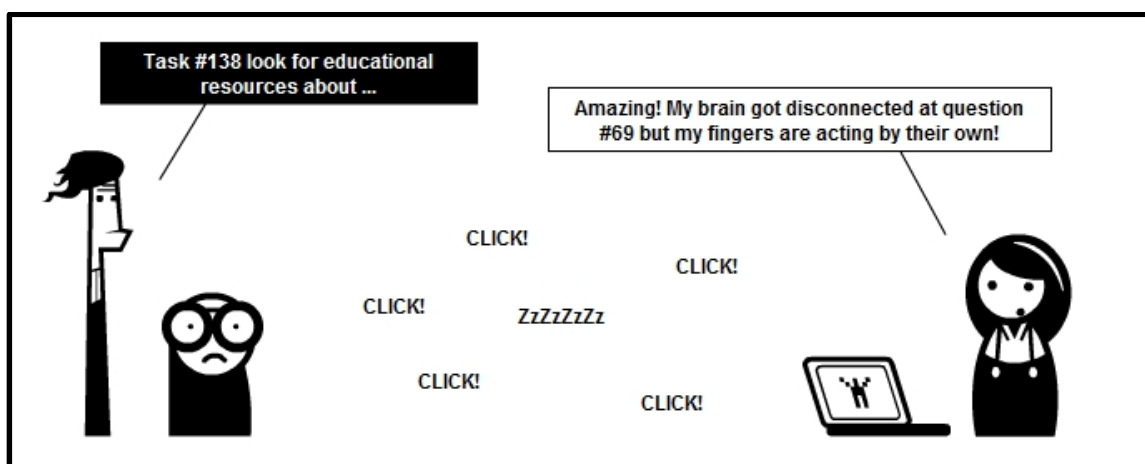 Task #138 look for educational
resources about ...
Amazing! My brain got disconnected at question
#69 but my fingers are acting by their own!
CLICK!
CLICK!
CLICK!
ZzZzZzZz
CLICK!
CLICK!